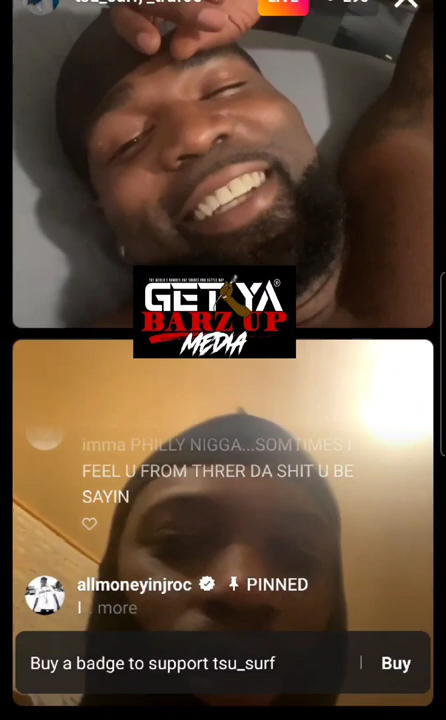 LIVE
GET YA®
BARZ UP
MEDIA
imma PHILLY NIGGA...SOMTIMES I
FEEL U FROM THRER DA SHIT U BE
SAYIN
allmoneyinjroc PINNED
I more
Buy a badge to support tsu_surf | Buy